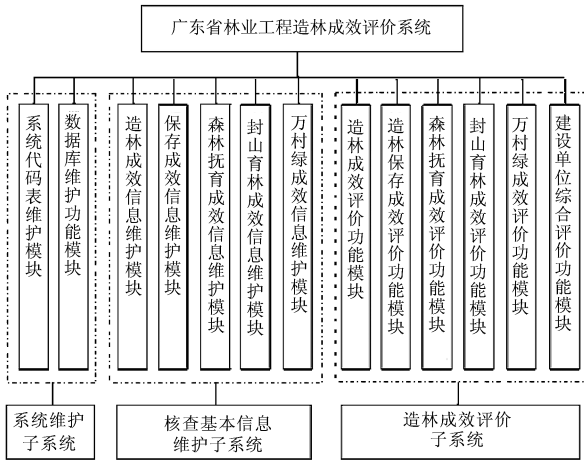 广东省林业工程造林成效评价系统
系统代码表维护模块
数据库维护功能模块
造林成效信息维护模块
保存成效信息维护模块
森林抚育成效信息维护模块
封山育林成效信息维护模块
万村绿成效信息维护模块
造林成效评价功能模块
造林保存成效评价功能模块
森林抚育成效评价功能模块
封山育林成效评价功能模块
万村绿成效评价功能模块
建设单位综合评价功能模块
系统维护
子系统
核查基本信息
维护子系统
造林成效评价
子系统